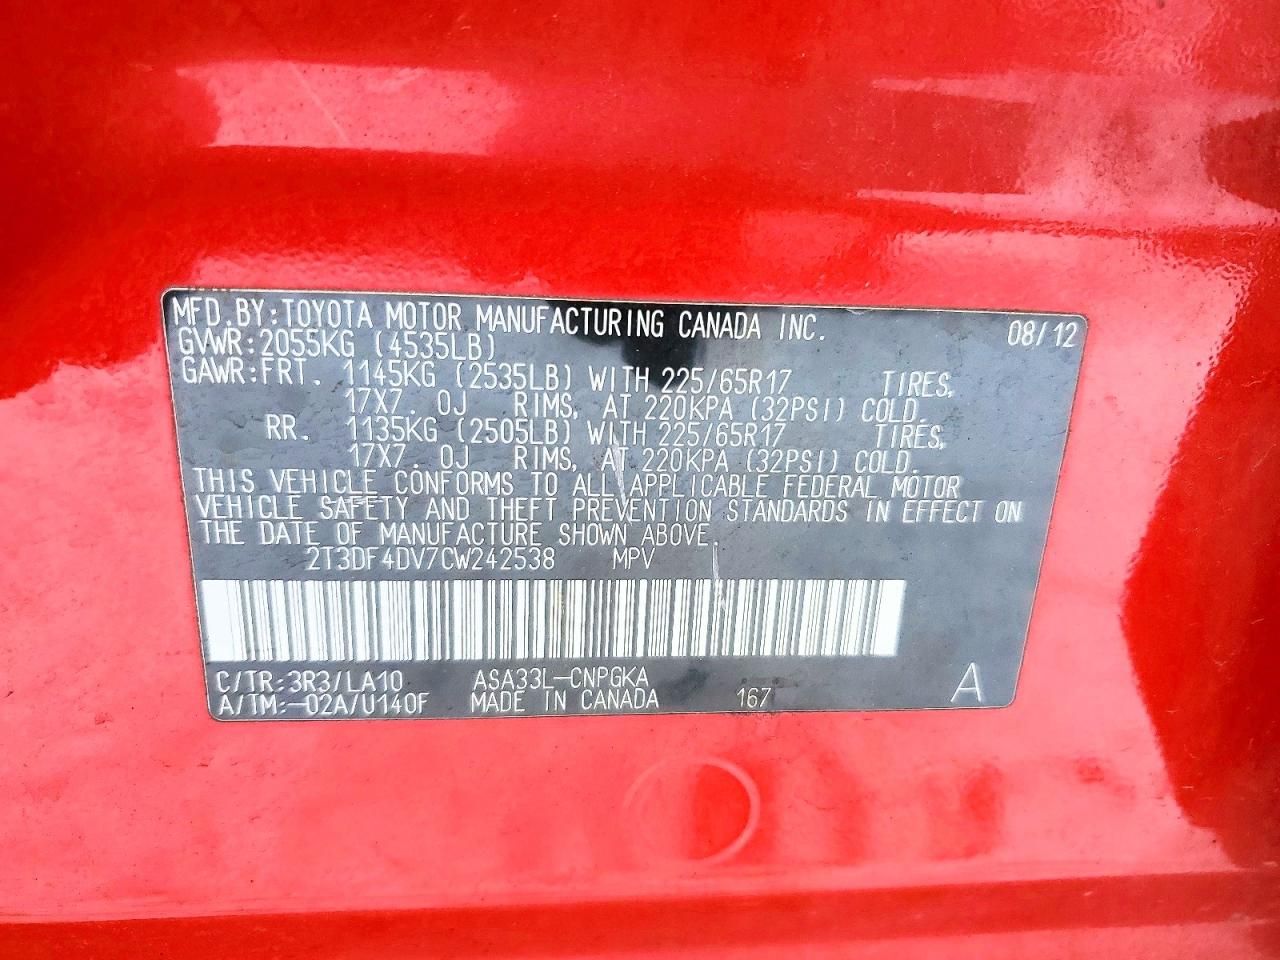 MFD. BY: TOYOTA MOTOR MANUFACTURING CANADA INC. 08/12
GVWR: 2055KG (4535LB)
GAWR: FRT. 1145KG (2535LB) WITH 225/65R17 TIRES,
17X7.0J RIMS, AT 220KPA (32PSI) COLD.
RR. 1135KG (2505LB) WITH 225/65R17 TIRES,
17X7.0J RIMS, AT 220KPA (32PSI) COLD.
THIS VEHICLE CONFORMS TO ALL APPLICABLE FEDERAL MOTOR
VEHICLE SAFETY AND THEFT PREVENTION STANDARDS IN EFFECT ON
THE DATE OF MANUFACTURE SHOWN ABOVE.
2T3DF4DV7CW242538 MPV
C/TR: 3R3/LA10 ASA33L-CNPGKA
A/TM: -02A/U140F MADE IN CANADA 167 A